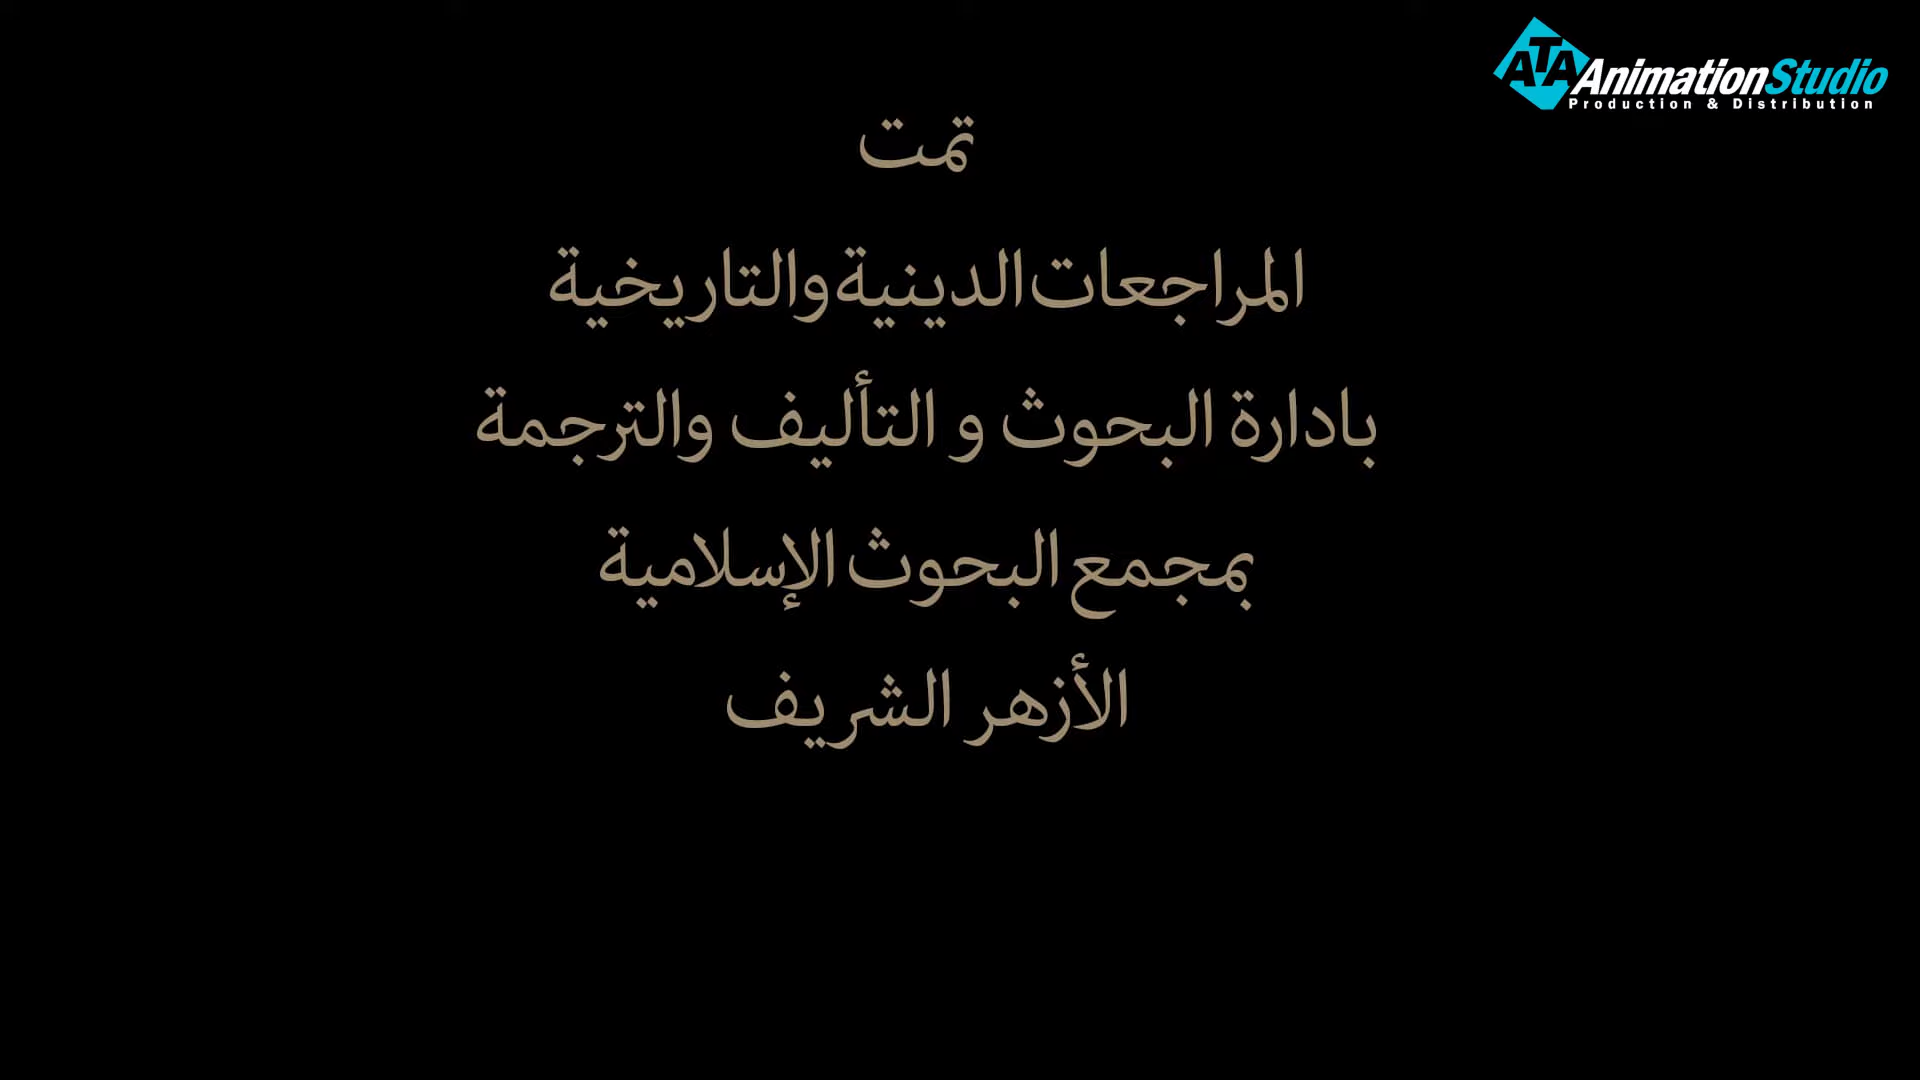 ATA AnimationStudio
Production & Distribution
تمت
المراجعات الدينية والتاريخية
بادارة البحوث و التأليف والترجمة
بمجمع البحوث الإسلامية
الأزهر الشريف